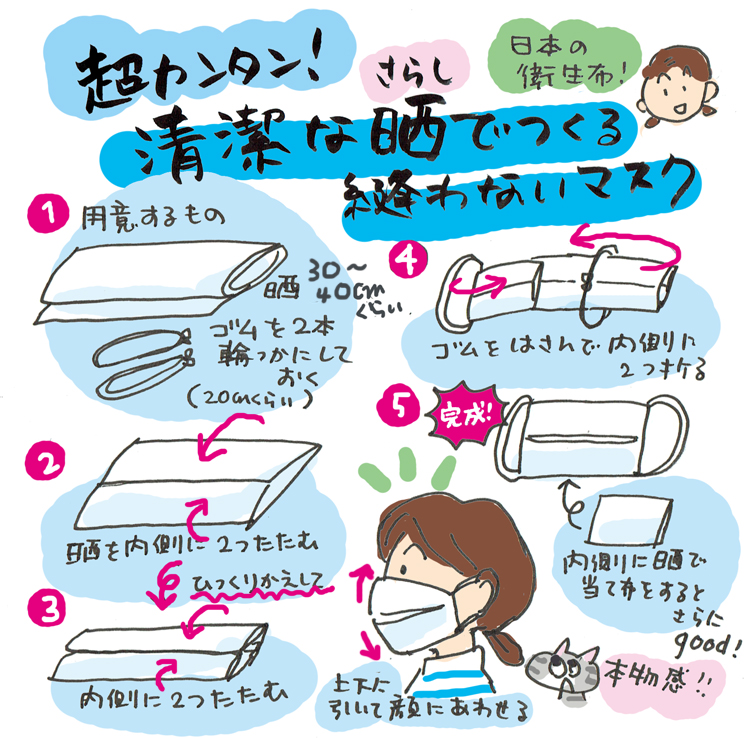 超カンタン!
さらし
日本の
衛生布!
清潔な晒でつくる
縫わないマスク
1 用意するもの
晒 30〜
40cm
くらい
ゴムを2本
輪っかにして
おく
(20cmくらい)
2
晒を内側に2つたたむ
ひっくりかえして
3
内側に2つたたむ
4
ゴムをはさんで内側に
2つ折る
5 完成!
内側に晒で
当て布をすると
さらに
good!
上下に
引いて顔にあわせる
本物感!!